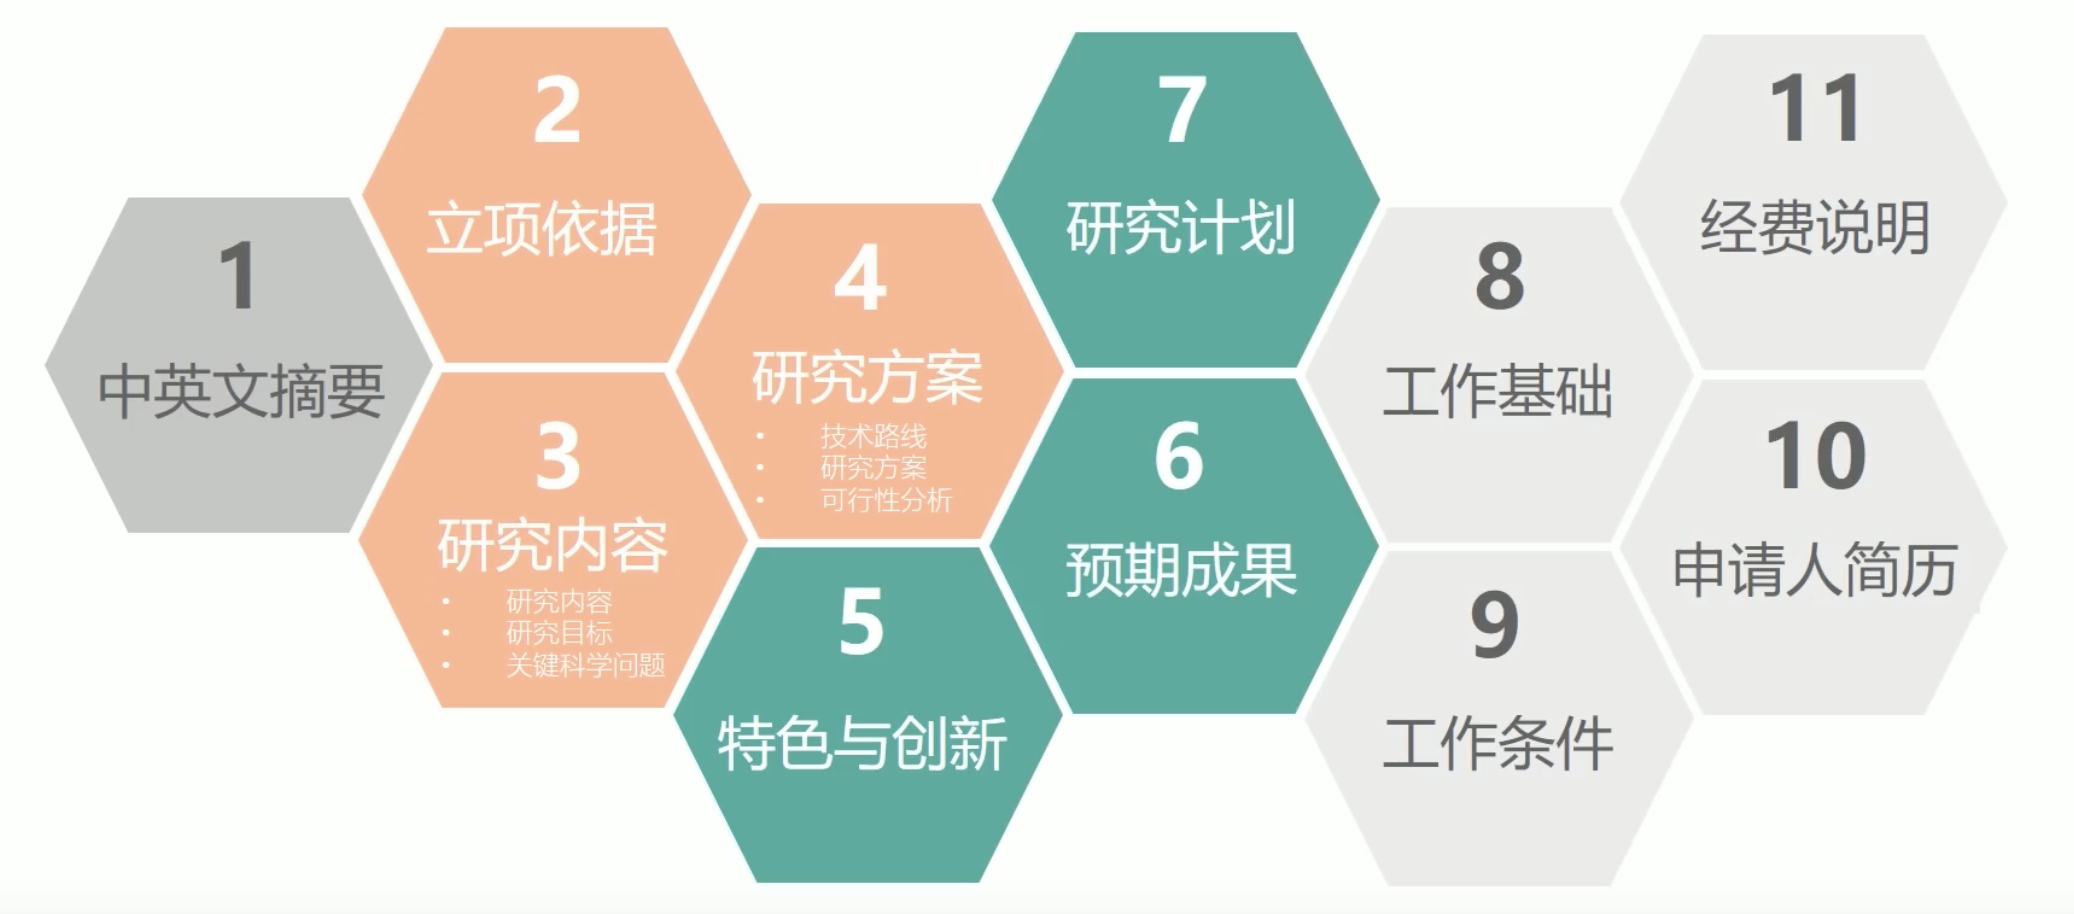 1
中英文摘要
2
立项依据
3
研究内容
• 研究内容
• 研究目标
• 关键科学问题
4
研究方案
• 技术路线
• 研究方案
• 可行性分析
5
特色与创新
6
预期成果
7
研究计划
8
工作基础
9
工作条件
10
申请人简历
11
经费说明